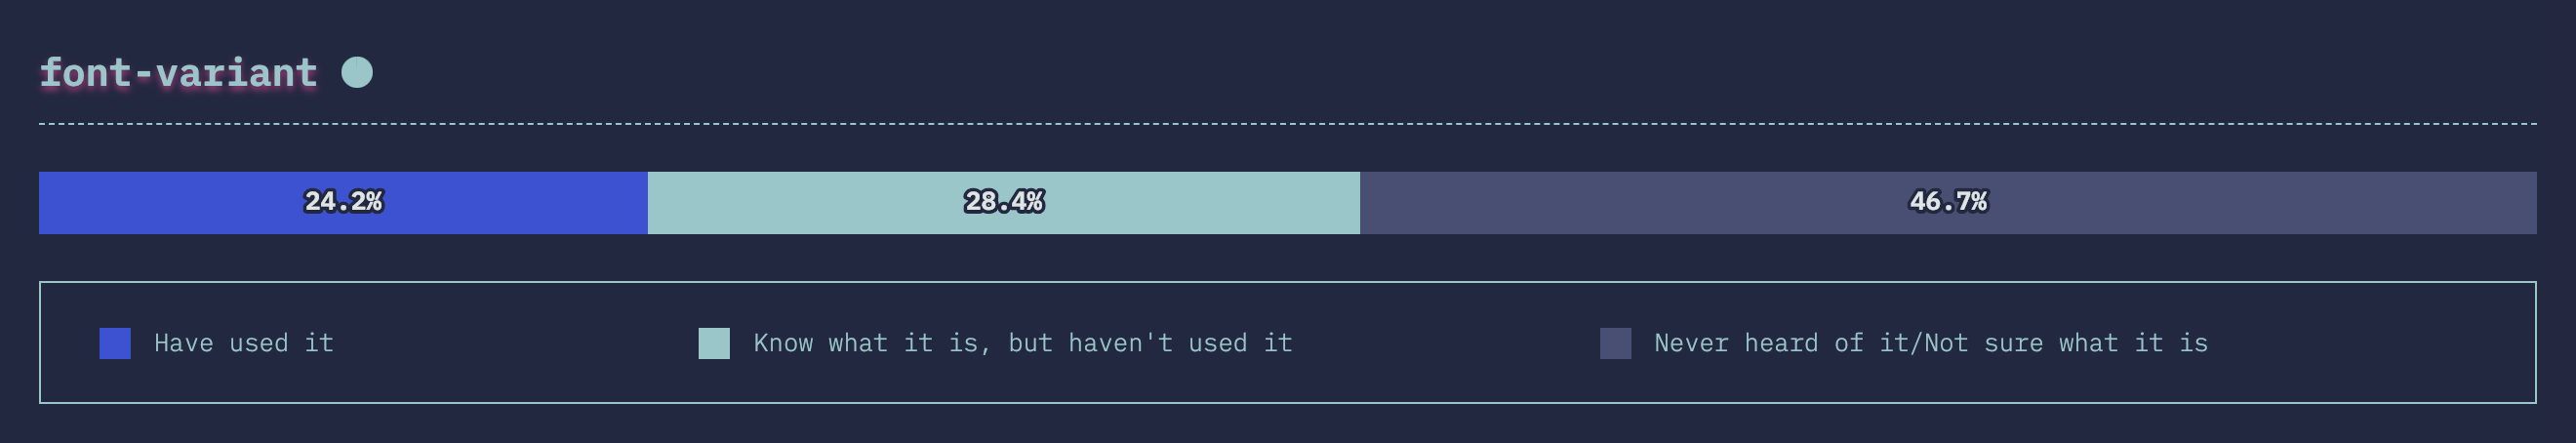 font-variant
24.2% 28.4% 46.7%
Have used it Know what it is, but haven't used it Never heard of it/Not sure what it is